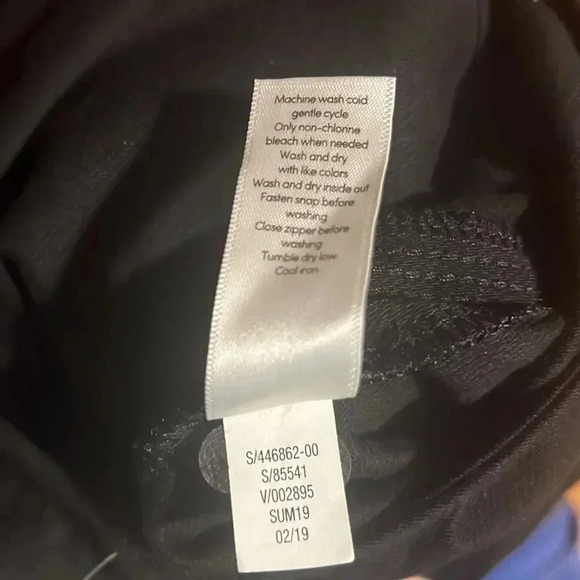 Machine wash cold
gentle cycle
Only non-chlorine
bleach when needed
Wash and dry
with like colors
Wash and dry inside out
Fasten snap before
washing
Close zipper before
washing
Tumble dry low
Cool iron
S/446862-00
S/85541
V/002895
SUM19
02/19